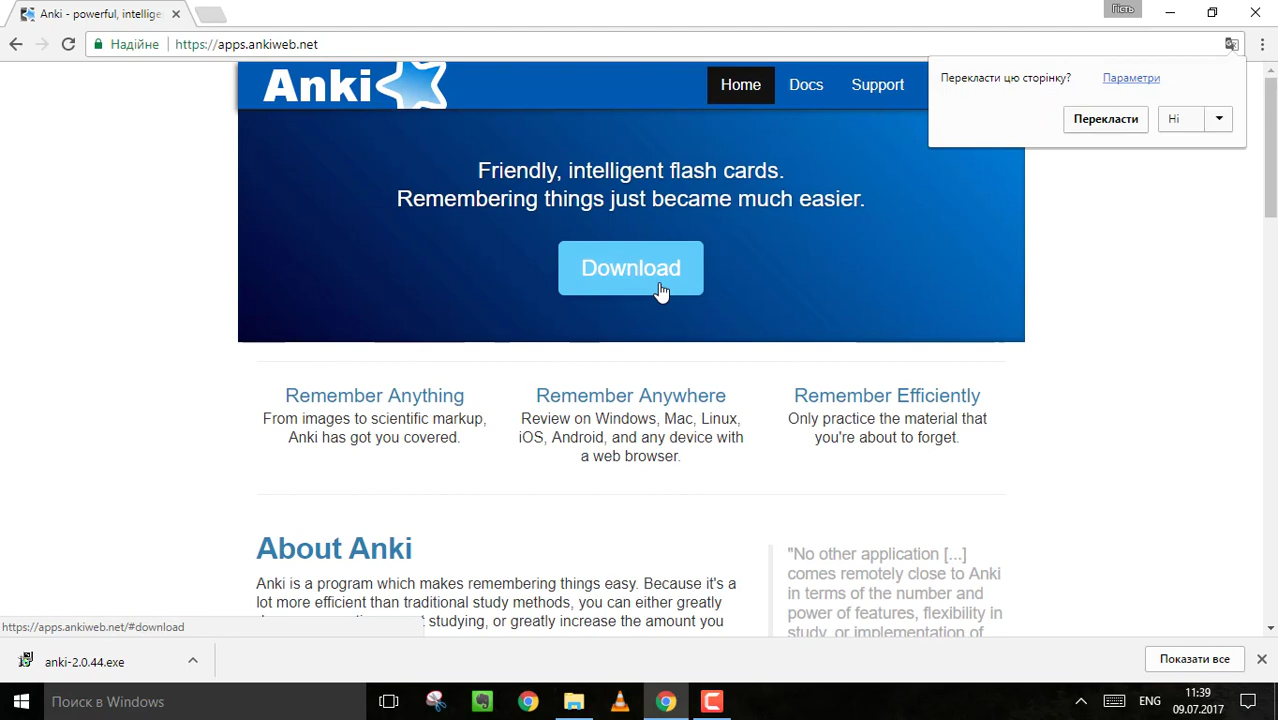 Anki - powerful, intellige
Гість
Надійне
https://apps.ankiweb.net
Перекласти цю сторінку?
Параметри
Перекласти
Ні
Anki
Home
Docs
Support
Friendly, intelligent flash cards.
Remembering things just became much easier.
Download
Remember Anything
From images to scientific markup,
Anki has got you covered.
Remember Anywhere
Review on Windows, Mac, Linux,
iOS, Android, and any device with
a web browser.
Remember Efficiently
Only practice the material that
you're about to forget.
About Anki
Anki is a program which makes remembering things easy. Because it's a
lot more efficient than traditional study methods, you can either greatly
studying, or greatly increase the amount you
"No other application [...]
comes remotely close to Anki
in terms of the number and
power of features, flexibility in
study, or implementation of
https://apps.ankiweb.net/#download
anki-2.0.44.exe
Показати все
Поиск в Windows
ENG
11:39
09.07.2017